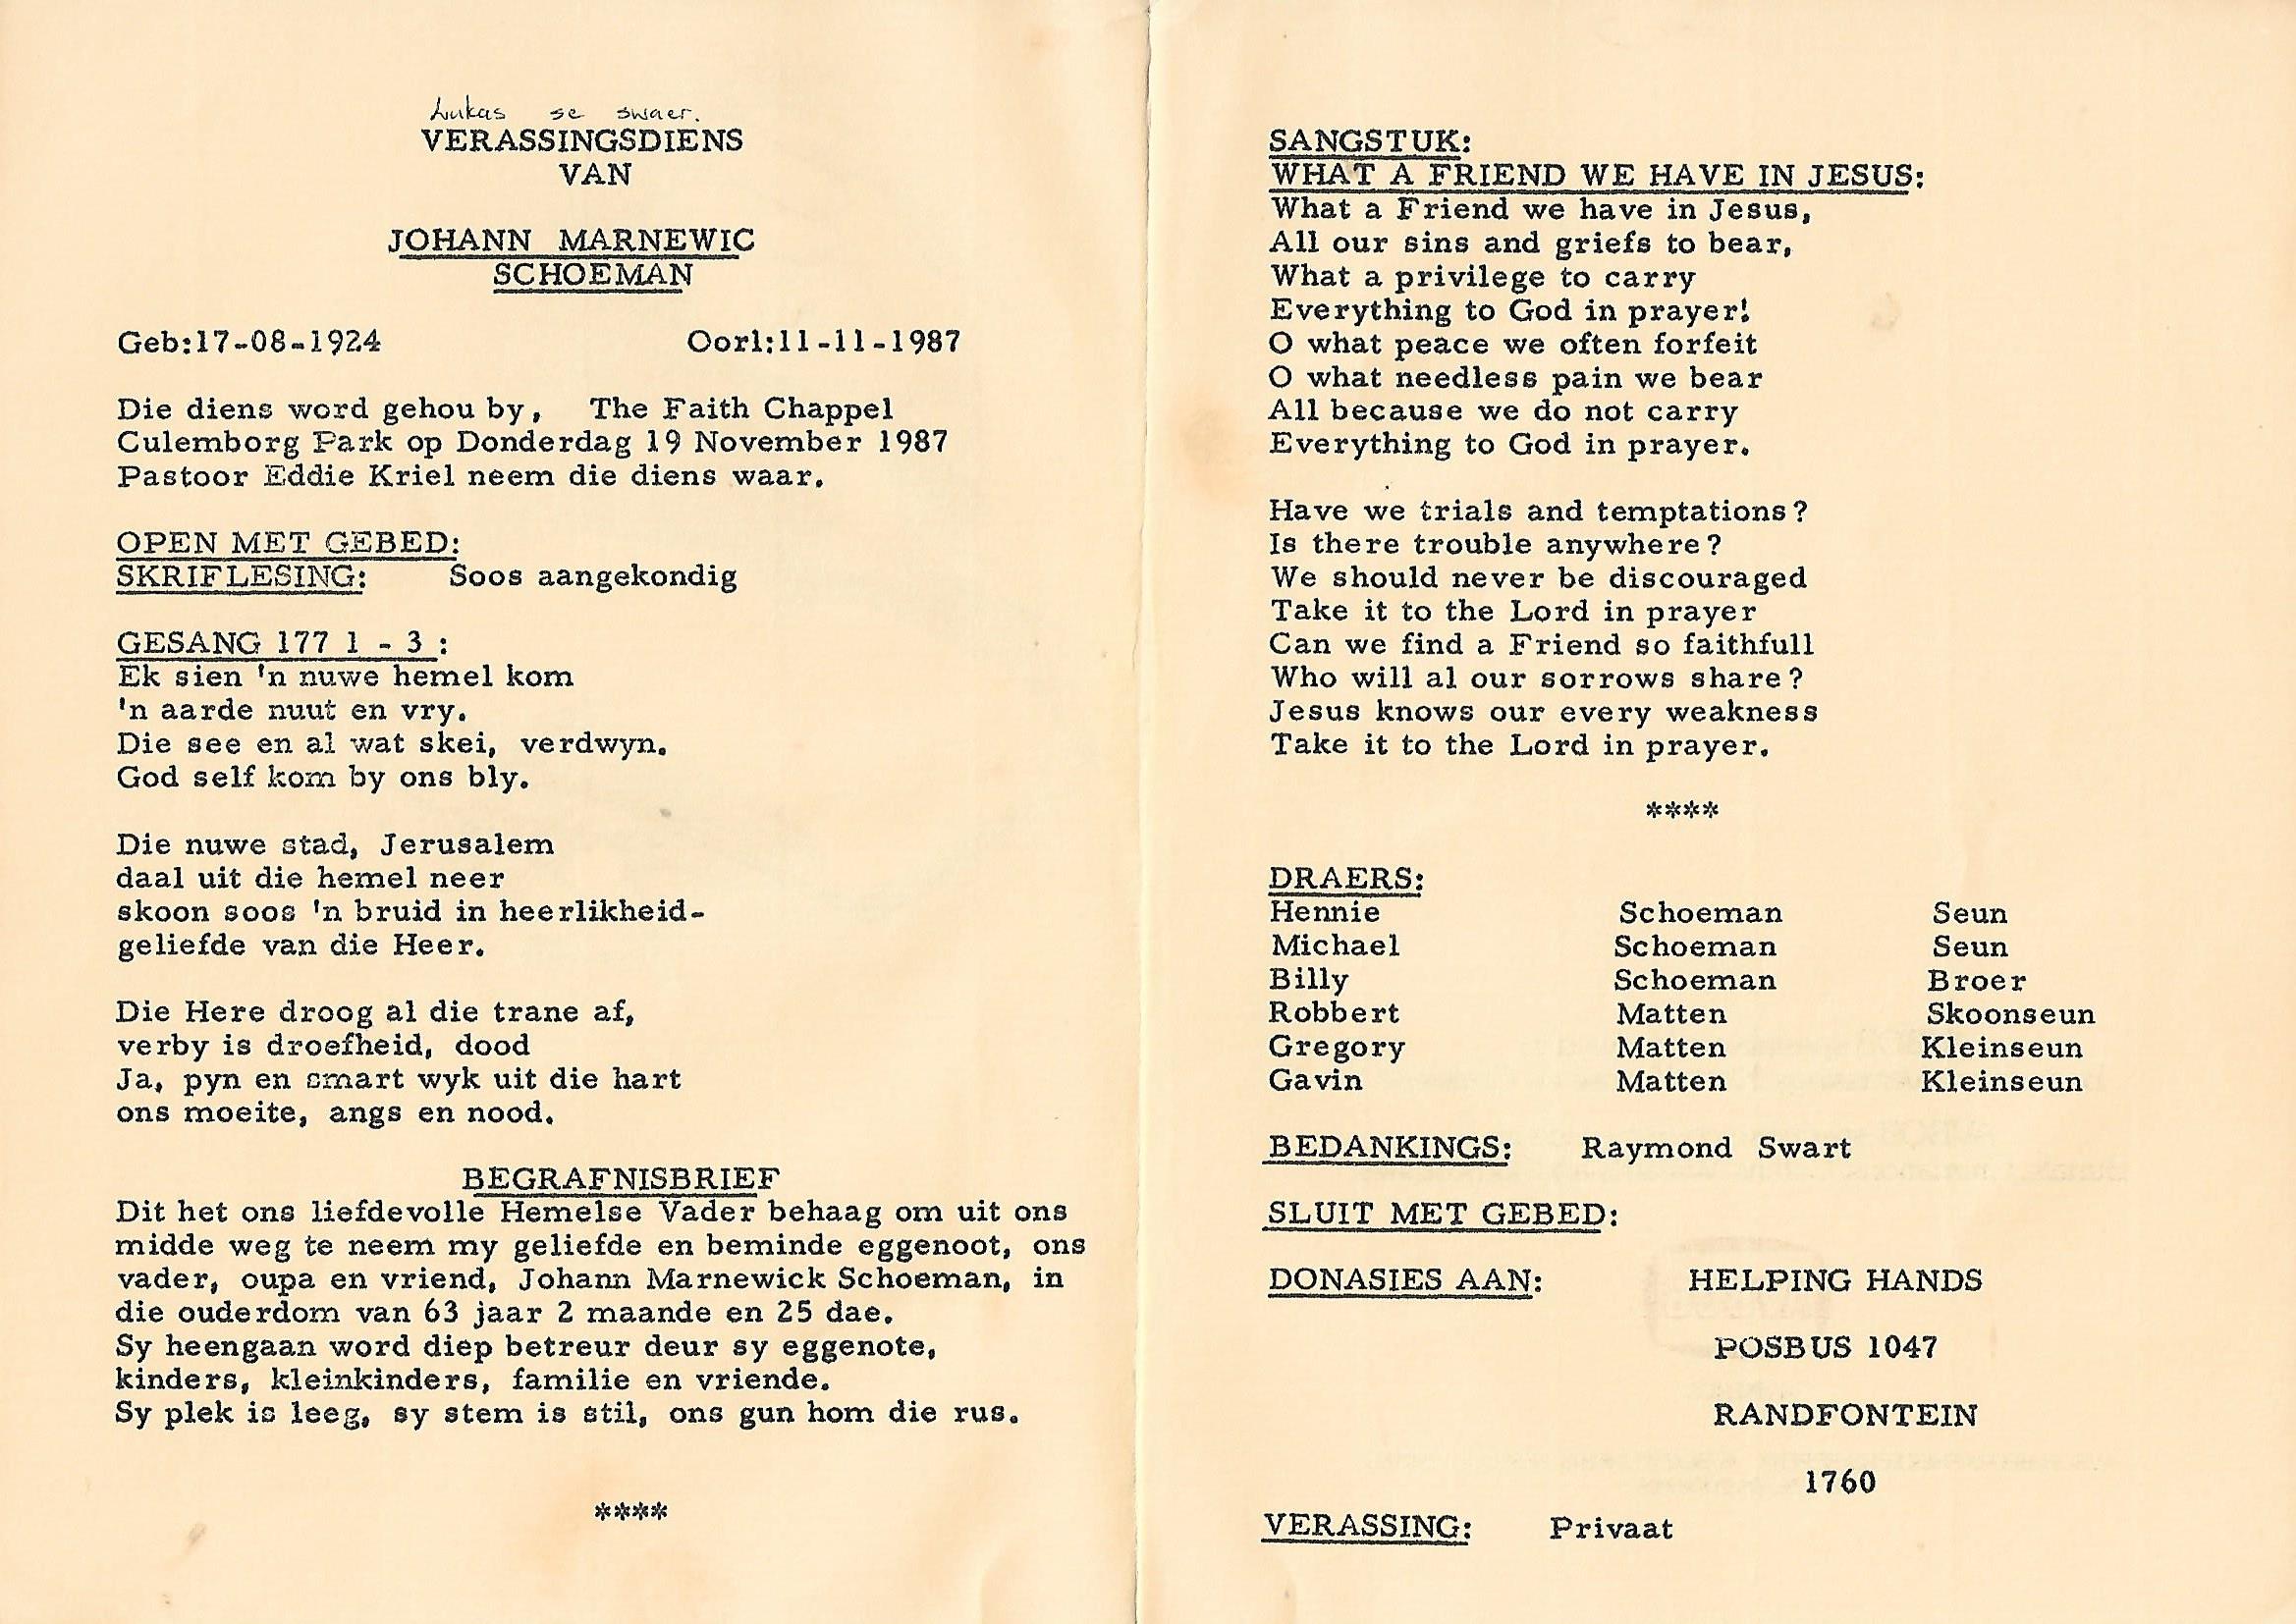 Lukas se swaer.
VERASSINGSDIENS
VAN
JOHANN MARNEWIC
SCHOEMAN
Geb:17-08-1924 Oorl:11-11-1987
Die diens word gehou by, The Faith Chappel
Culemborg Park op Donderdag 19 November 1987
Pastoor Eddie Kriel neem die diens waar.
OPEN MET GEBED:
SKRIFLESING: Soos aangekondig
GESANG 177 1 - 3 :
Ek sien 'n nuwe hemel kom
'n aarde nuut en vry.
Die see en al wat skei, verdwyn.
God self kom by ons bly.
Die nuwe stad, Jerusalem
daal uit die hemel neer
skoon soos 'n bruid in heerlikheid-
geliefde van die Heer.
Die Here droog al die trane af,
verby is droefheid, dood
Ja, pyn en smart wyk uit die hart
ons moeite, angs en nood.
BEGRAFNISBRIEF
Dit het ons liefdevolle Hemelse Vader behaag om uit ons
midde weg te neem my geliefde en beminde eggenoot, ons
vader, oupa en vriend, Johann Marnewick Schoeman, in
die ouderdom van 63 jaar 2 maande en 25 dae.
Sy heengaan word diep betreur deur sy eggenote,
kinders, kleinkinders, familie en vriende.
Sy plek is leeg, sy stem is stil, ons gun hom die rus.
****
SANGSTUK:
WHAT A FRIEND WE HAVE IN JESUS:
What a Friend we have in Jesus,
All our sins and griefs to bear,
What a privilege to carry
Everything to God in prayer!
O what peace we often forfeit
O what needless pain we bear
All because we do not carry
Everything to God in prayer.
Have we trials and temptations?
Is there trouble anywhere?
We should never be discouraged
Take it to the Lord in prayer
Can we find a Friend so faithfull
Who will al our sorrows share?
Jesus knows our every weakness
Take it to the Lord in prayer.
****
DRAERS:
Hennie Schoeman Seun
Michael Schoeman Seun
Billy Schoeman Broer
Robbert Matten Skoonseun
Gregory Matten Kleinseun
Gavin Matten Kleinseun
BEDANKINGS: Raymond Swart
SLUIT MET GEBED:
DONASIES AAN: HELPING HANDS
POSBUS 1047
RANDFONTEIN
1760
VERASSING: Privaat